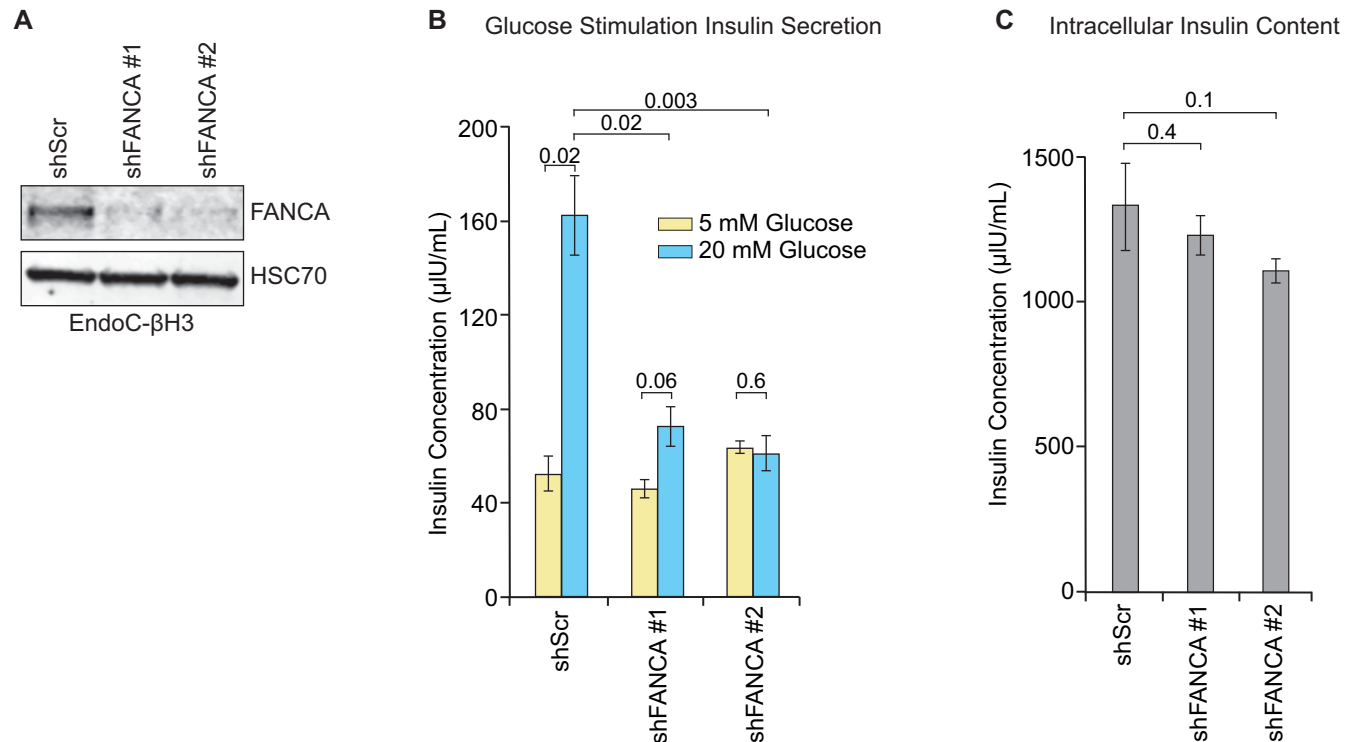 A
shScr
shFANCA #1
shFANCA #2
FANCA
HSC70
EndoC-βH3
B
Glucose Stimulation Insulin Secretion
Insulin Concentration (μIU/mL)
200
160
120
80
40
0
0.003
0.02
0.02
0.06
0.6
5 mM Glucose
20 mM Glucose
shScr
shFANCA #1
shFANCA #2
C
Intracellular Insulin Content
Insulin Concentration (μIU/mL)
1500
1000
500
0
0.1
0.4
shScr
shFANCA #1
shFANCA #2